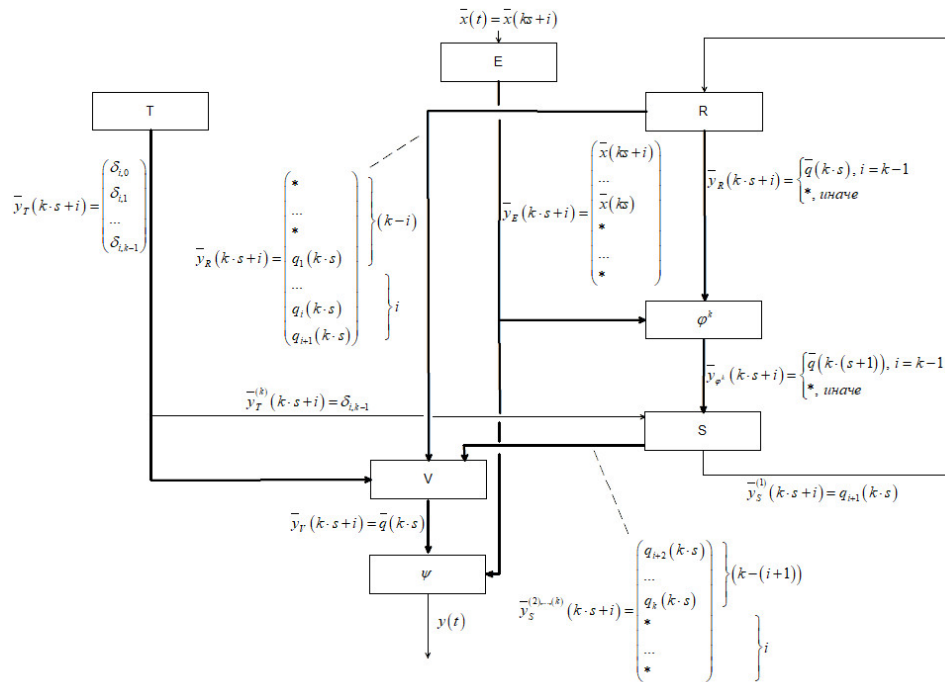 x̄(t) = x̄(ks+i)
E
T
R
ȳ_T(k·s+i) = (δ_{i,0}
δ_{i,1}
...
δ_{i,k-1})
ȳ_R(k·s+i) = (*
...
*
q_1(k·s)
...
q_i(k·s)
q_{i+1}(k·s))
}(k-i)
}i
ȳ_E(k·s+i) = (x̄(ks+i)
...
x̄(ks)
*
...
*)
ȳ_R(k·s+i) = {q̄(k·s), i=k-1
*, иначе
φ^k
ȳ_{φ^k}(k·s+i) = {q̄(k·(s+1)), i=k-1
*, иначе
ȳ_T^{(k)}(k·s+i) = δ_{i,k-1}
S
V
ȳ_S^{(1)}(k·s+i) = q_{i+1}(k·s)
ȳ_T(k·s+i) = q̄(k·s)
ψ
y(t)
ȳ_S^{(2),...,(k)}(k·s+i) = (q_{i+2}(k·s)
...
q_k(k·s)
*
...
*)
}(k-(i+1))
}i